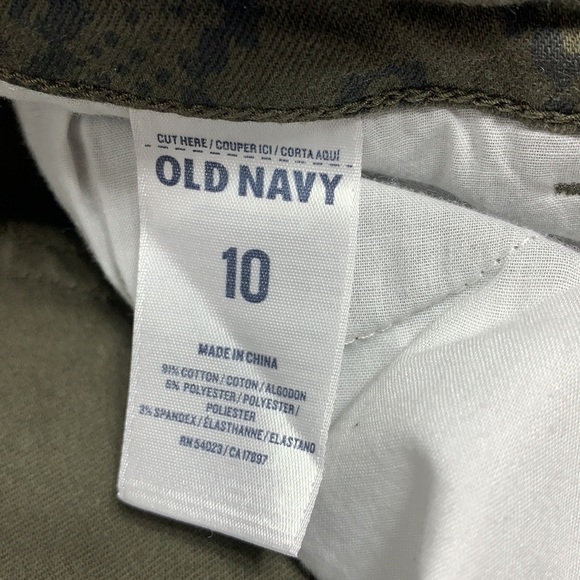 CUT HERE / COUPER ICI / CORTA AQUÍ
OLD NAVY
10
MADE IN CHINA
91% COTTON / COTON / ALGODON
6% POLYESTER / POLYESTER /
POLIESTER
3% SPANDEX / ÉLASTHANNE / ELASTANO
RN 54023 / CA17897